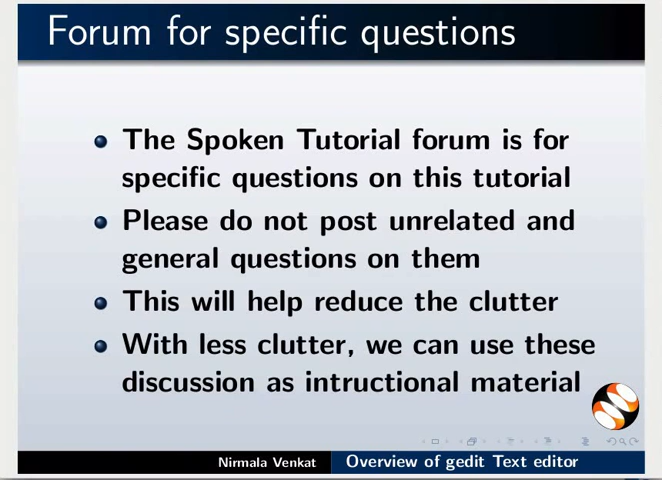 Forum for specific questions
The Spoken Tutorial forum is for
specific questions on this tutorial
Please do not post unrelated and
general questions on them
This will help reduce the clutter
With less clutter, we can use these
discussion as intructional material
Nirmala Venkat
Overview of gedit Text editor